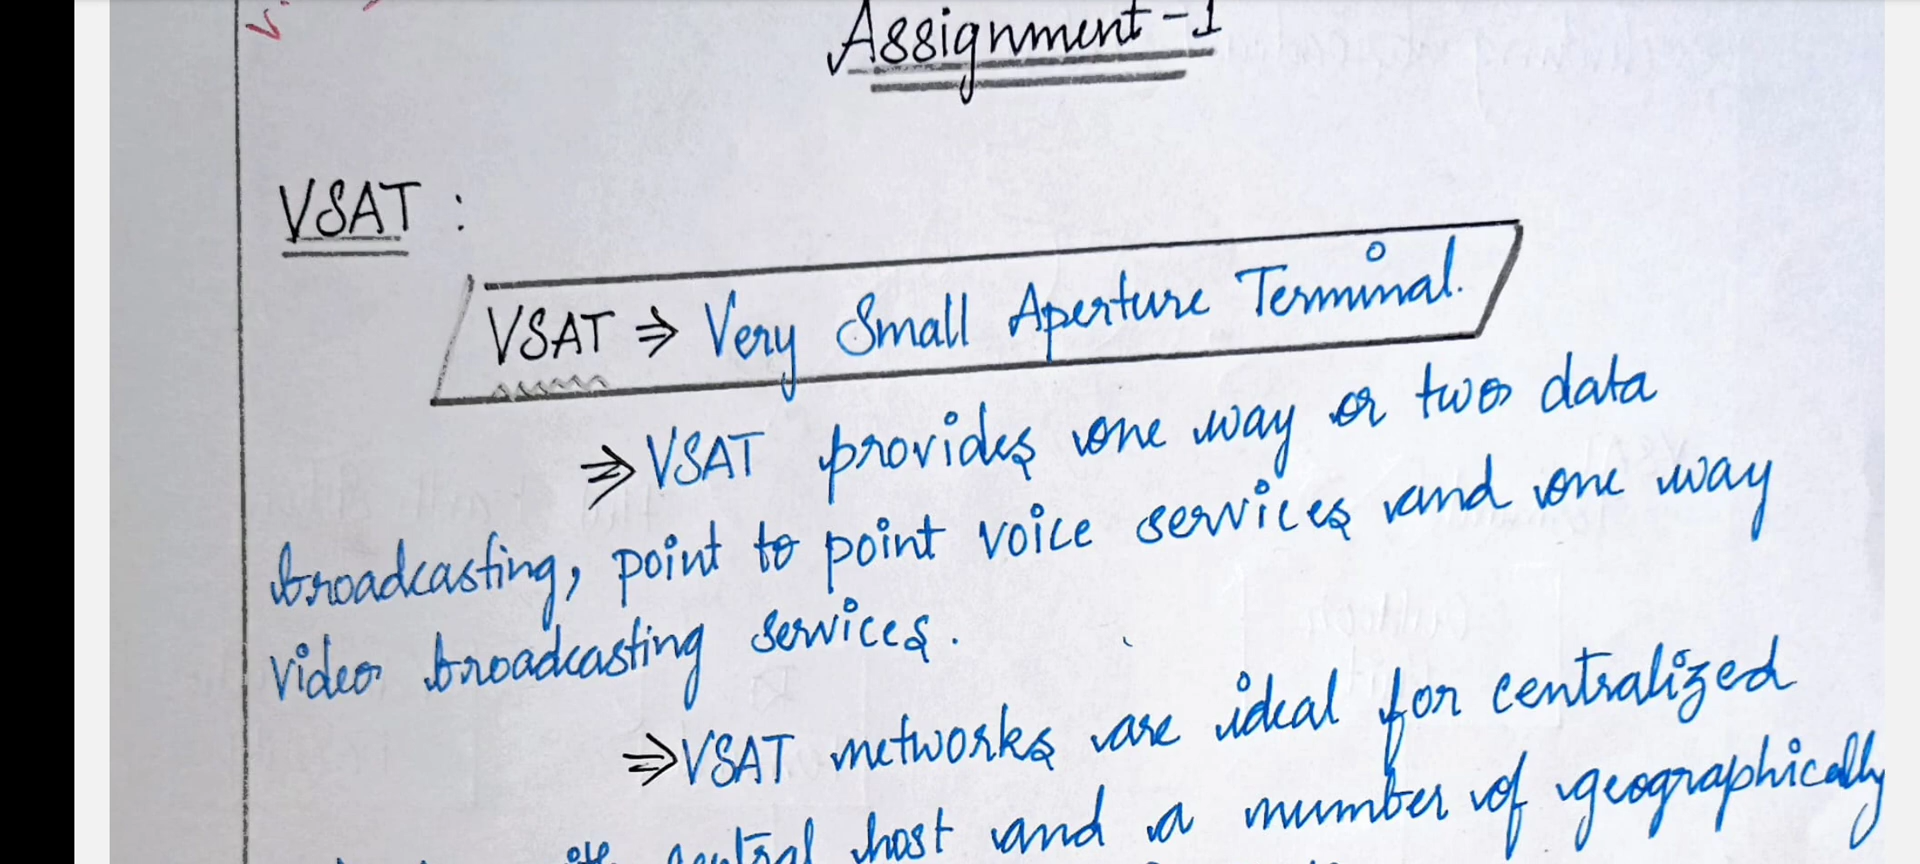 Assignment-1
VSAT :
VSAT ⇒ Very Small Aperture Terminal.
⇒ VSAT provides one way or two data
broadcasting, point to point voice services and one way
video broadcasting services.
⇒ VSAT networks are ideal for centralized
central host and a number of geographically